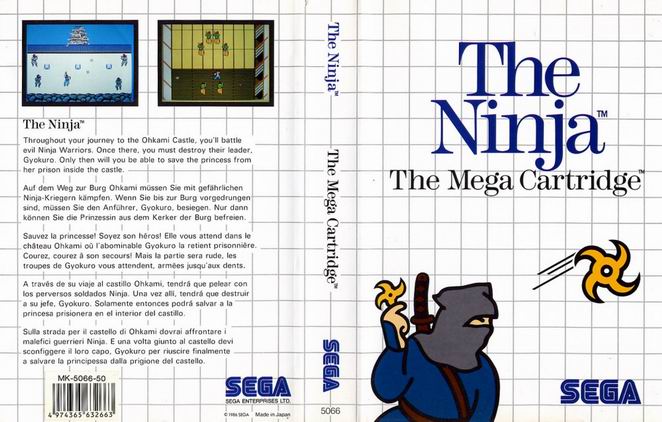 The Ninja™
Throughout your journey to the Ohkami Castle, you'll battle
evil Ninja Warriors. Once there, you must destroy their leader,
Gyokuro. Only then will you be able to save the princess from
her prison inside the castle.
Auf dem Weg zur Burg Ohkami müssen Sie mit gefährlichen
Ninja-Kriegern kämpfen. Wenn Sie bis zur Burg vorgedrungen
sind, müssen Sie den Anführer, Gyokuro, besiegen. Nur dann
können Sie die Prinzessin aus dem Kerker der Burg befreien.
Sauvez la princesse! Soyez son héros! Elle vous attend dans le
château Ohkami oû l'abominable Gyokuro la retient prisonnière.
Courez, courez à son secours! Mais la partie sera rude, les
troupes de Gyokuro vous attendent, armées jusqu'aux dents.
A través de su viaje al castillo Ohkami, tendrá que pelear con
los perversos soldados Ninja. Una vez allí, tendrá que destruir
a su jefe, Gyokuro. Solamente entonces podrá salvar a la
princesa prisionera en el interior del castillo.
Sulla strada per il castello di Ohkami dovrai affrontare i
malefici guerrieri Ninja. E una volta giunto al castello devi
sconfiggere il loro capo, Gyokuro per riuscire finalmente
a salvare la principessa dalla prigione del castello.
MK-5066-50
4974365632663
SEGA
SEGA ENTERPRISES LTD.
© 1986 SEGA Made in Japan
The Ninja™
The Mega Cartridge™
SEGA
5066
The
Ninja™
The Mega Cartridge™
SEGA